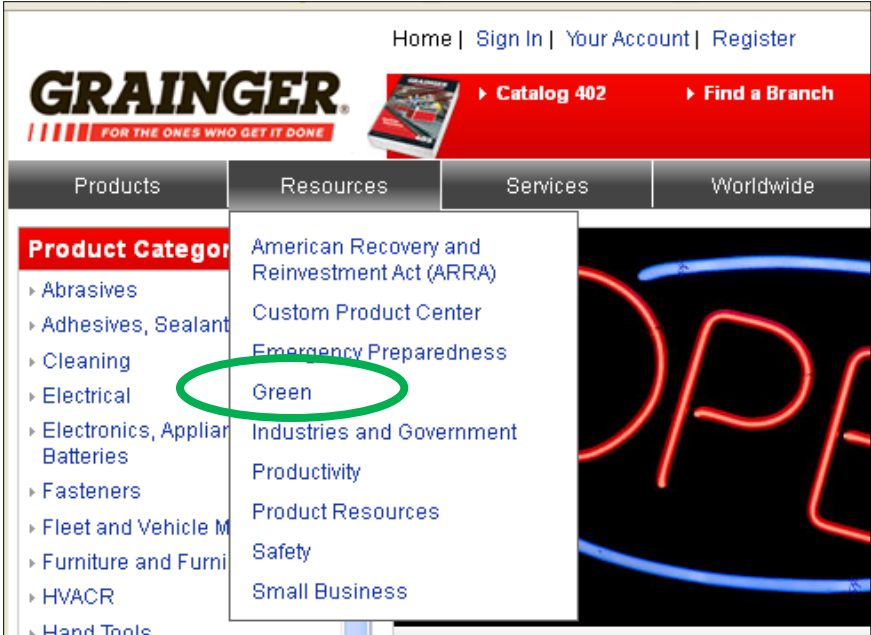 Home | Sign In | Your Account | Register
GRAINGER®
FOR THE ONES WHO GET IT DONE
Catalog 402
Find a Branch
Products
Resources
Services
Worldwide
Product Categor
Abrasives
Adhesives, Sealant
Cleaning
Electrical
Electronics, Applian
Batteries
Fasteners
Fleet and Vehicle M
Furniture and Furni
HVACR
Hand Tools
American Recovery and
Reinvestment Act (ARRA)
Custom Product Center
Emergency Preparedness
Green
Industries and Government
Productivity
Product Resources
Safety
Small Business
OPE